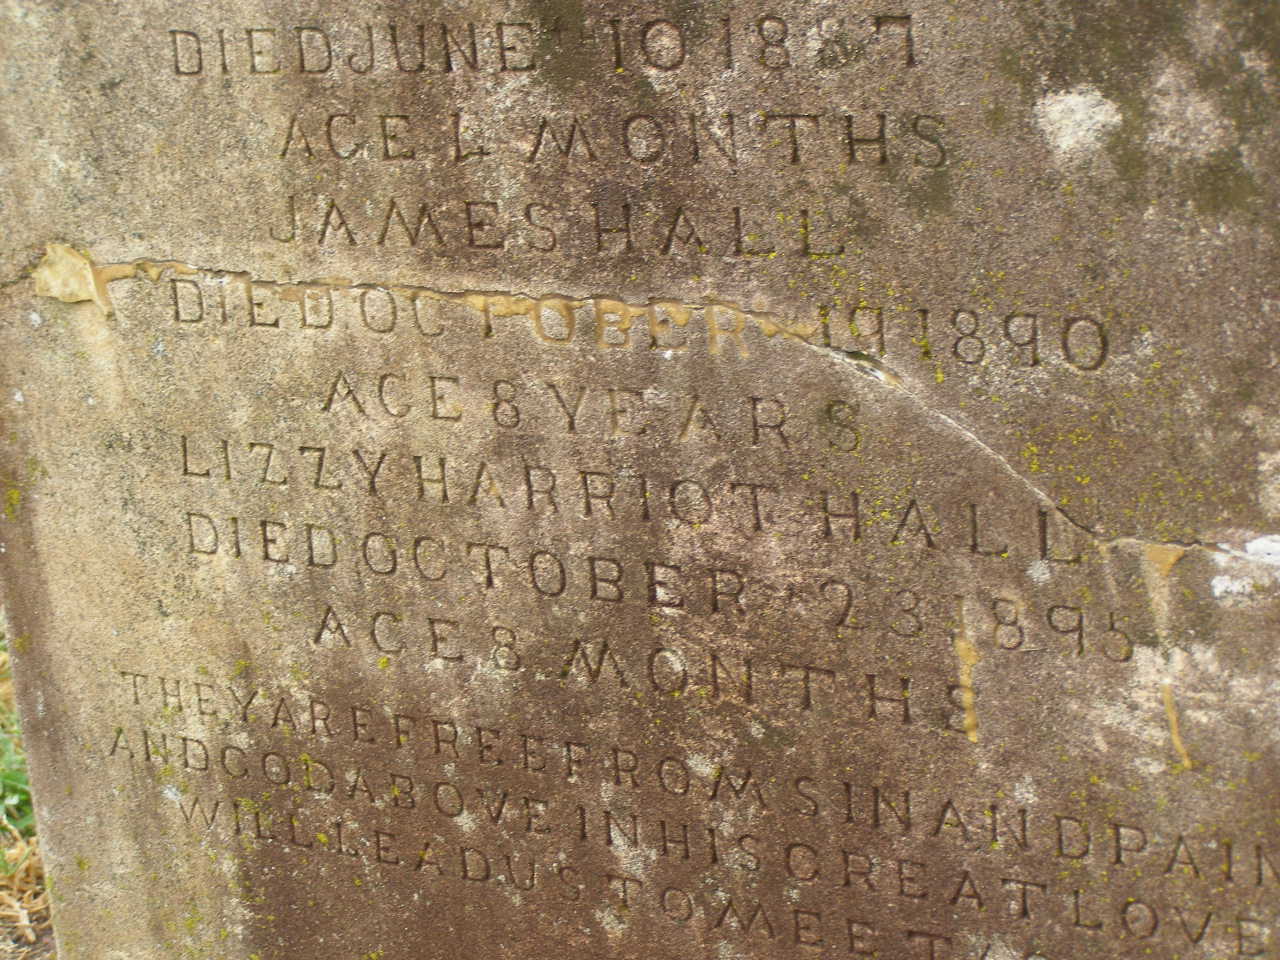 DIED JUNE 10 1887
AGE 4 MONTHS
JAMES HALL
DIED OCTOBER 19 1890
AGE 8 YEARS
LIZZY HARRIOT HALL
DIED OCTOBER 23 1895
AGE 8 MONTHS
THEY ARE FREE FROM SIN AND PAIN
AND GOD ABOVE IN HIS GREAT LOVE
WILL LEAD US TO MEET